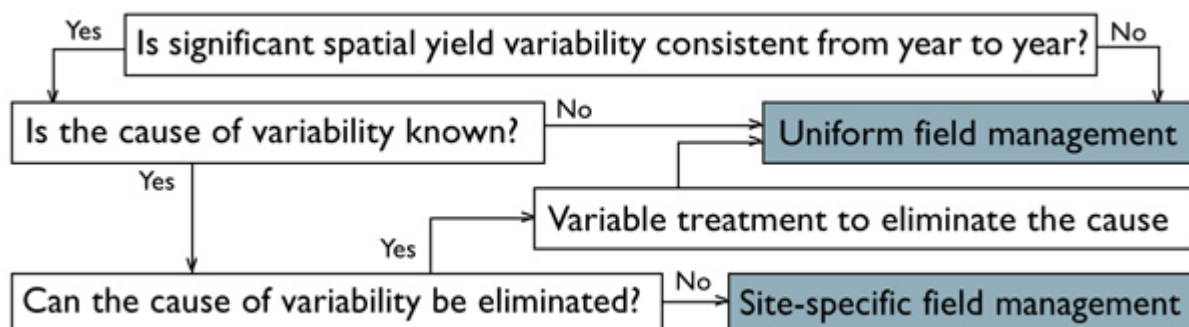 Yes
Is significant spatial yield variability consistent from year to year?
No
Is the cause of variability known?
No
Uniform field management
Yes
Variable treatment to eliminate the cause
Yes
Can the cause of variability be eliminated?
No
Site-specific field management